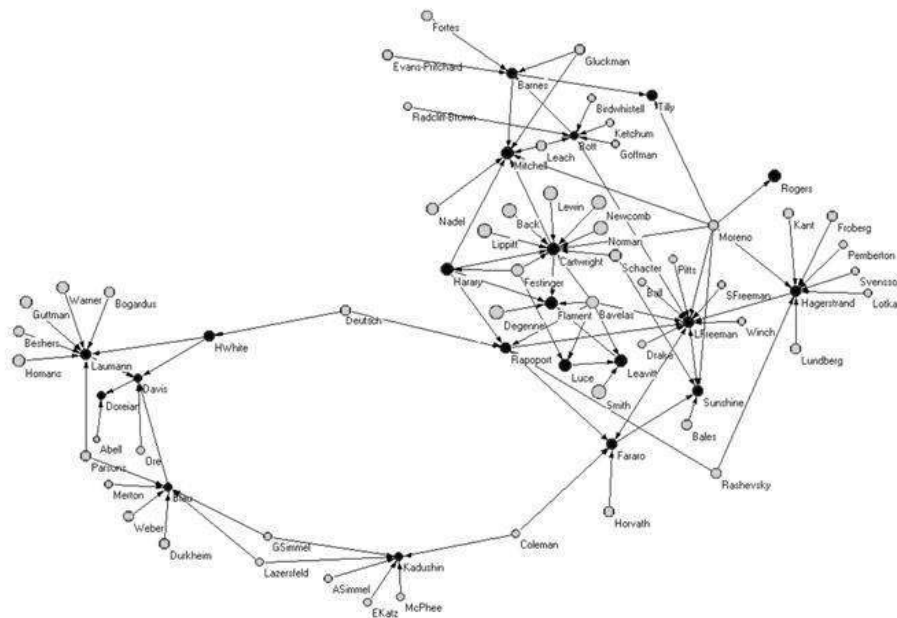 Fortes
Gluckman
Evans-Pritchard
Barnes
Tilly
Birdwhistell
Radcliff-Brown
Ketchum
Bott
Goffman
Leach
Mitchell
Rogers
Lewin
Newcomb
Kant
Froberg
Nadel
Back
Moreno
Norman
Pemberton
Lippitt
Cartwright
Schacter
Pitts
Svensso
Harary
Festinger
Ball
SFreeman
Hagerstrand
Lotka
Warner
Bogardus
Guttman
Flament
Bavelas
Deutsch
Degennel
LFreeman
Winch
Beshers
HWhite
Drake
Lundberg
Laumann
Rapoport
Homans
Luce
Leavitt
Davis
Smith
Sunshine
Doreian
Abell
Ore
Bales
Parsons
Fararo
Merton
Blau
Rashevsky
Weber
Horvath
GSimmel
Coleman
Durkheim
Kadushin
Lazersfeld
ASimmel
EKatz
McPhee